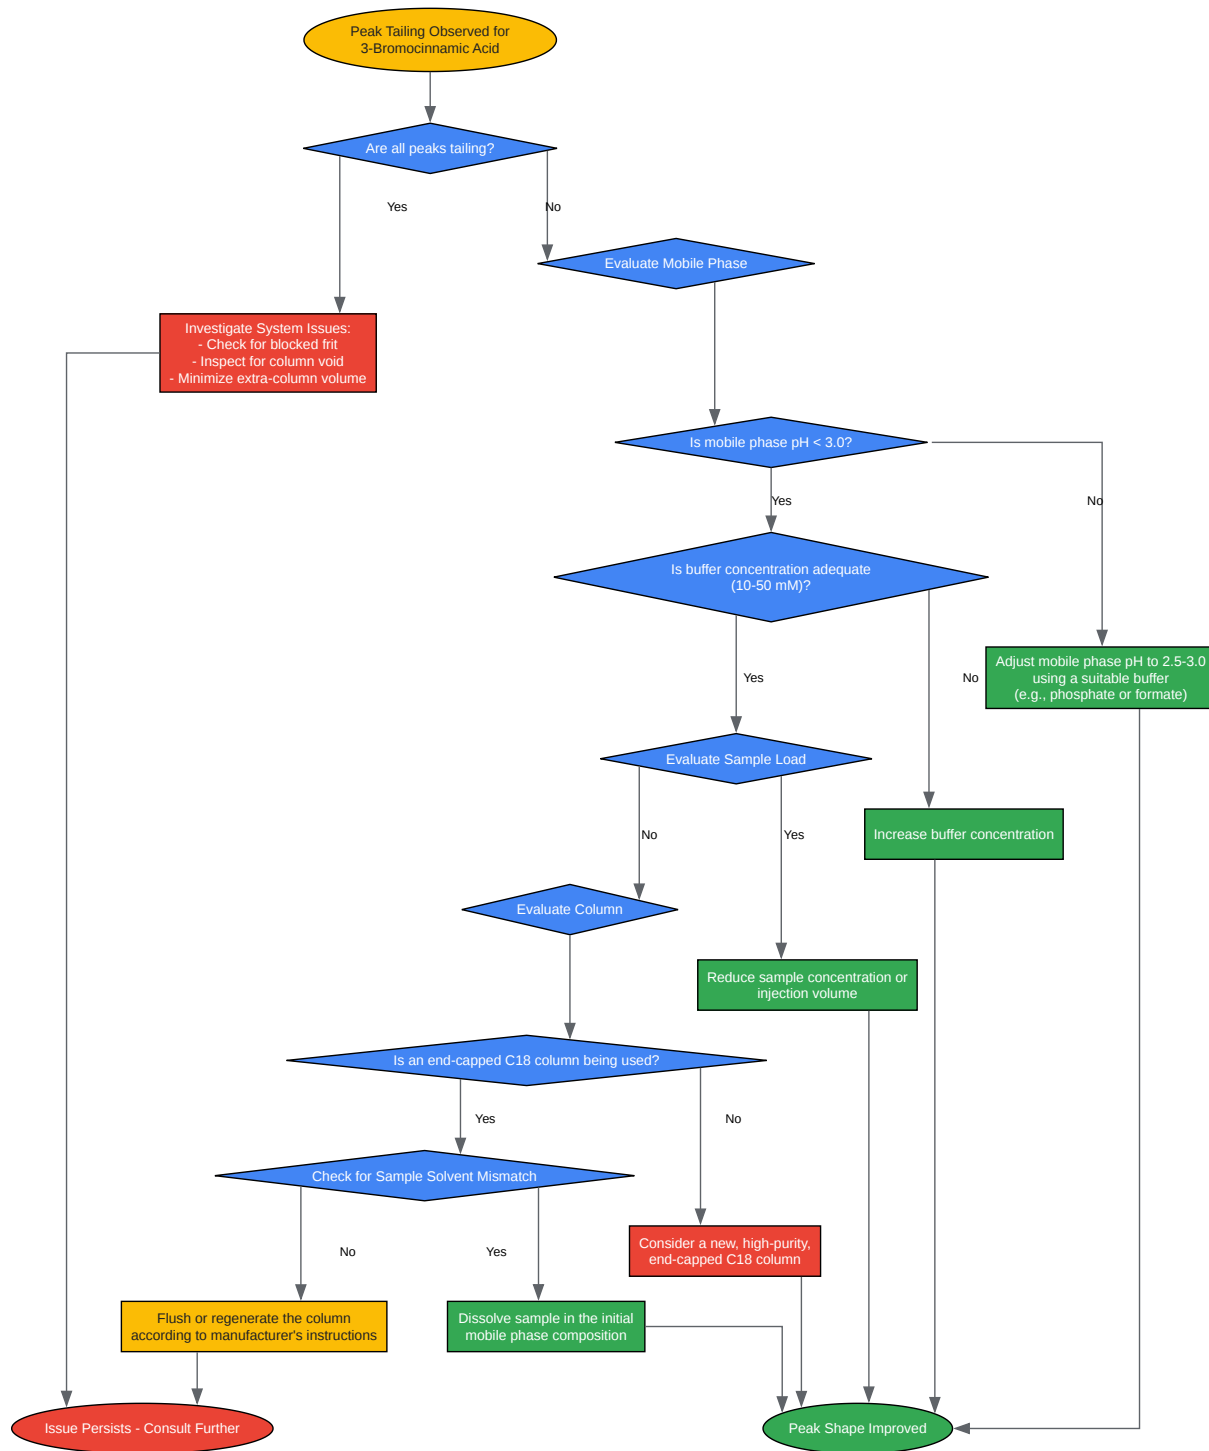 Peak Tailing Observed for
3-Bromocinnamic Acid
Are all peaks tailing?
Yes
No
Evaluate Mobile Phase
Investigate System Issues:
- Check for blocked frit
- Inspect for column void
- Minimize extra-column volume
Is mobile phase pH < 3.0?
Yes
No
Is buffer concentration adequate
(10-50 mM)?
Yes
No
Adjust mobile phase pH to 2.5-3.0
using a suitable buffer
(e.g., phosphate or formate)
Evaluate Sample Load
No
Yes
Increase buffer concentration
Evaluate Column
Reduce sample concentration or
injection volume
Is an end-capped C18 column being used?
Yes
No
Check for Sample Solvent Mismatch
No
Yes
Consider a new, high-purity,
end-capped C18 column
Flush or regenerate the column
according to manufacturer's instructions
Dissolve sample in the initial
mobile phase composition
Issue Persists - Consult Further
Peak Shape Improved